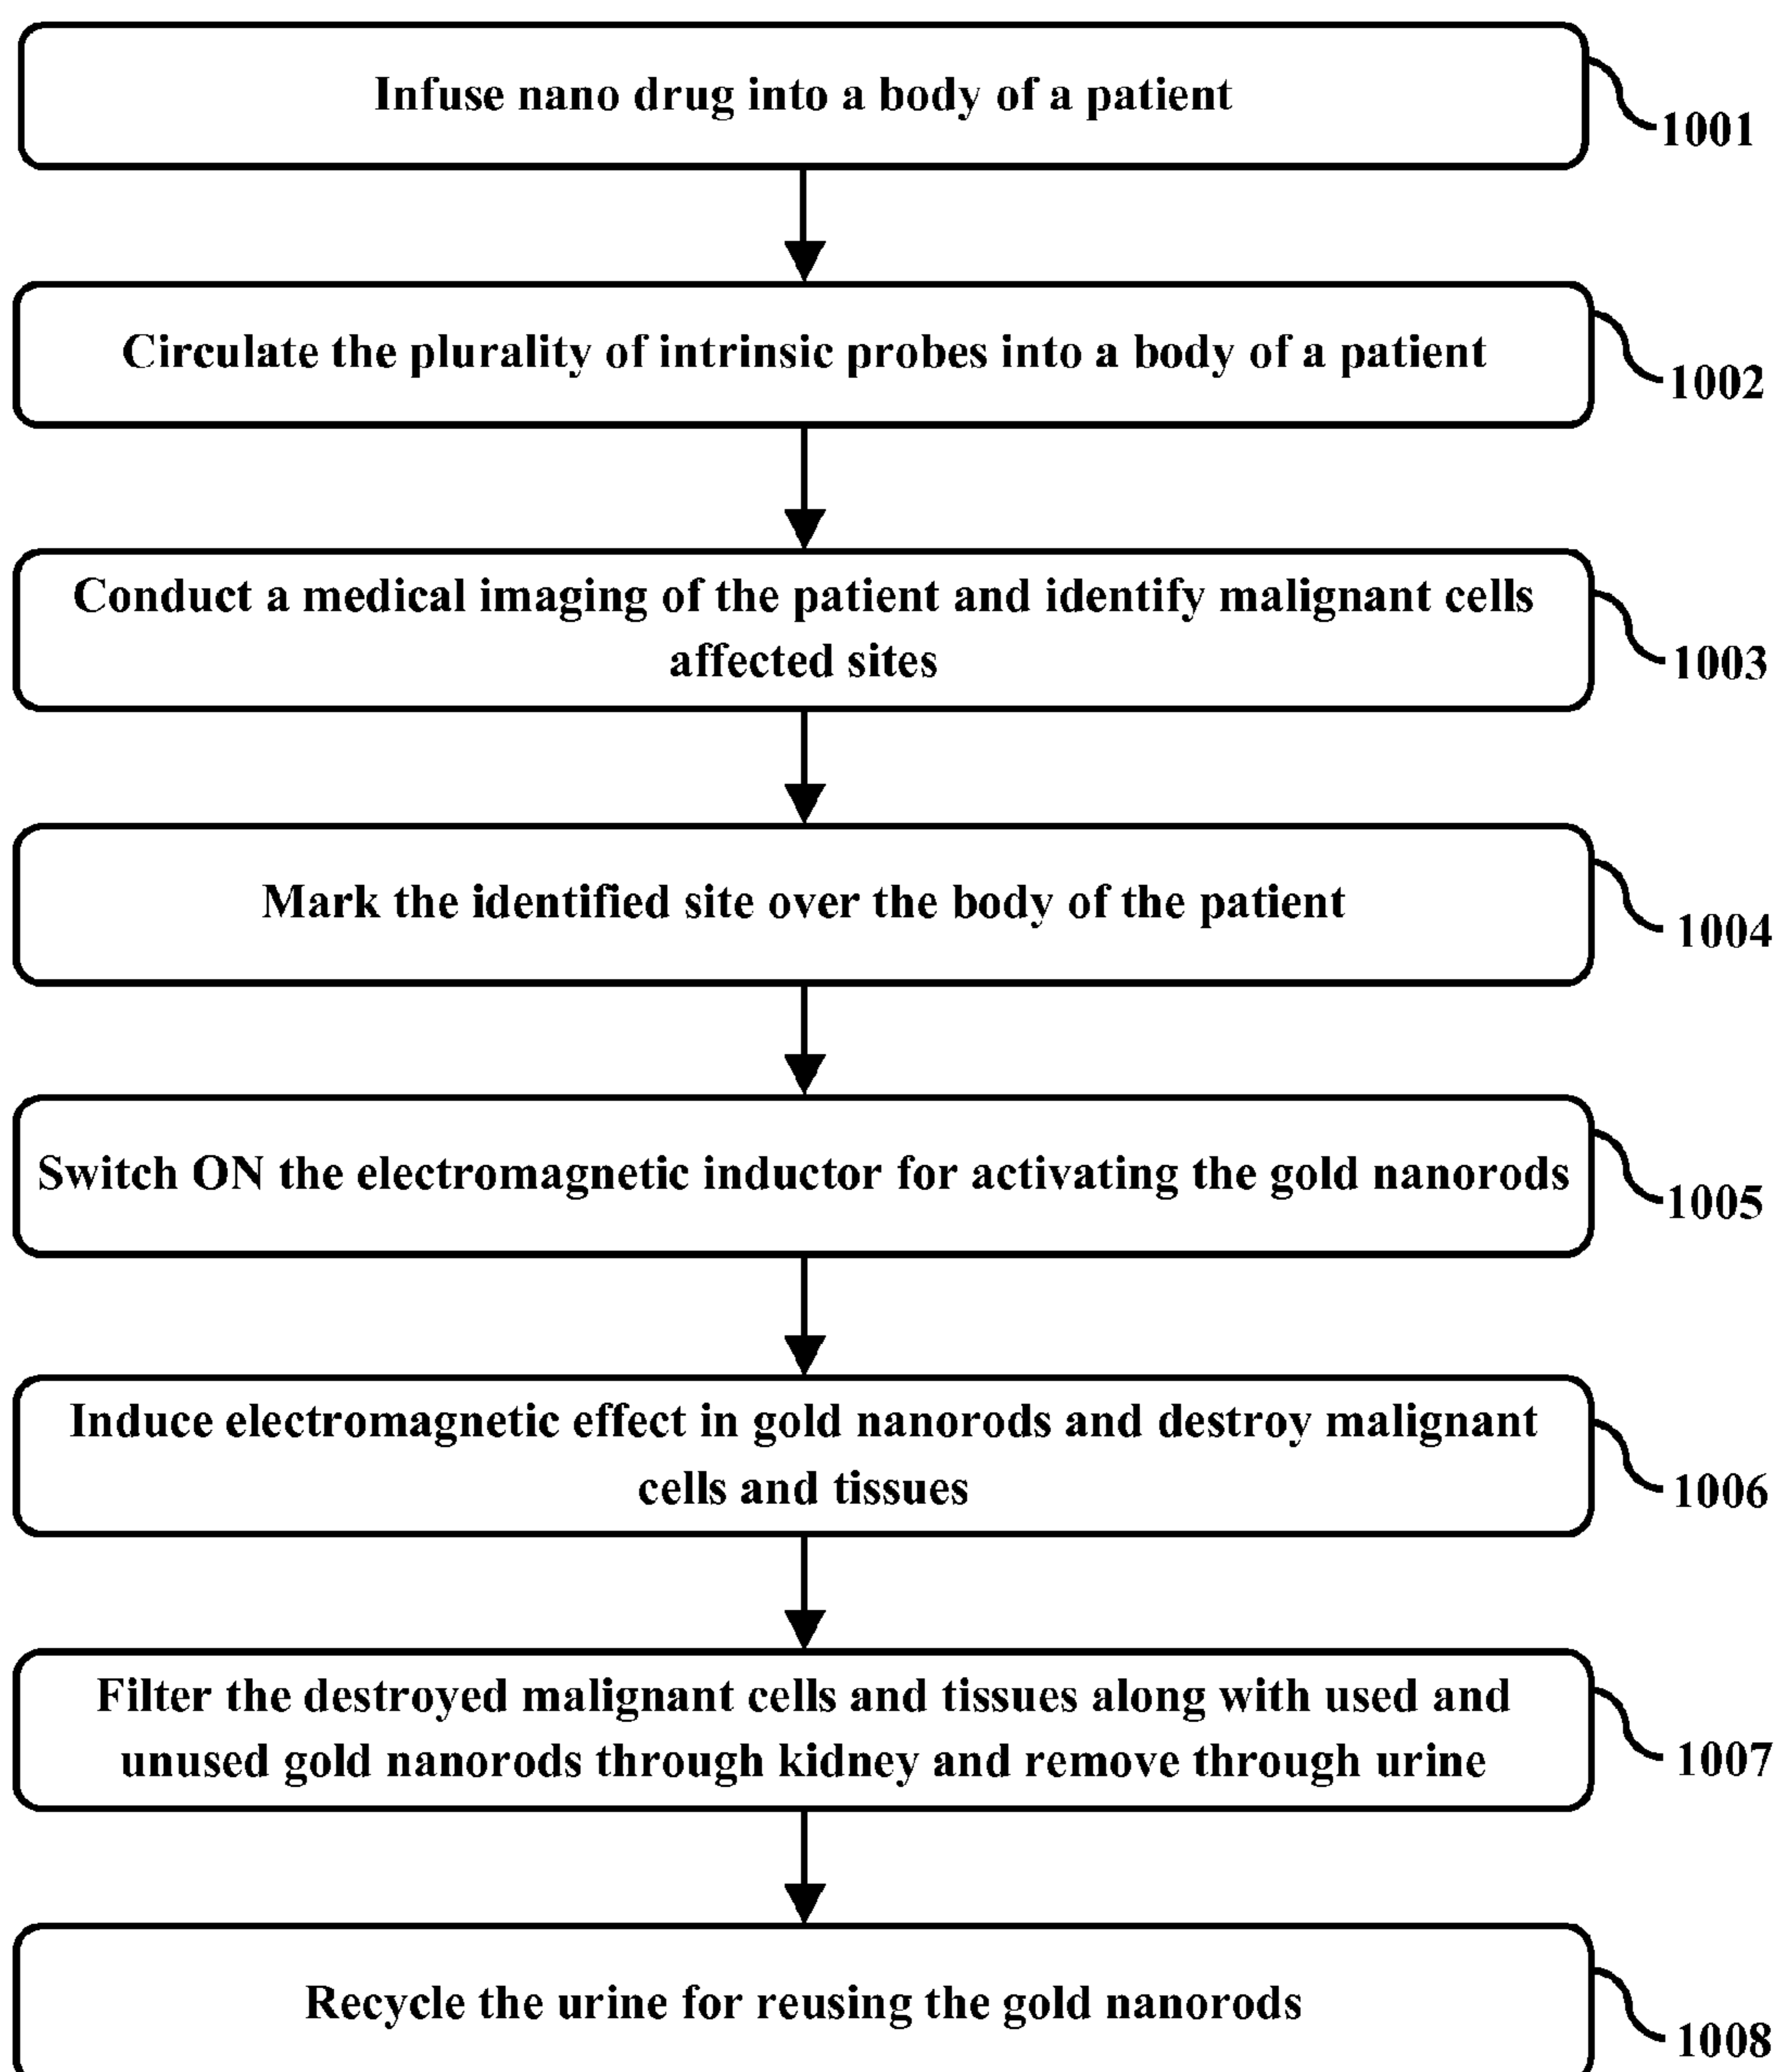 Infuse nano drug into a body of a patient
1001
Circulate the plurality of intrinsic probes into a body of a patient
1002
Conduct a medical imaging of the patient and identify malignant cells
affected sites
1003
Mark the identified site over the body of the patient
1004
Switch ON the electromagnetic inductor for activating the gold nanorods
1005
Induce electromagnetic effect in gold nanorods and destroy malignant
cells and tissues
1006
Filter the destroyed malignant cells and tissues along with used and
unused gold nanorods through kidney and remove through urine
1007
Recycle the urine for reusing the gold nanorods
1008